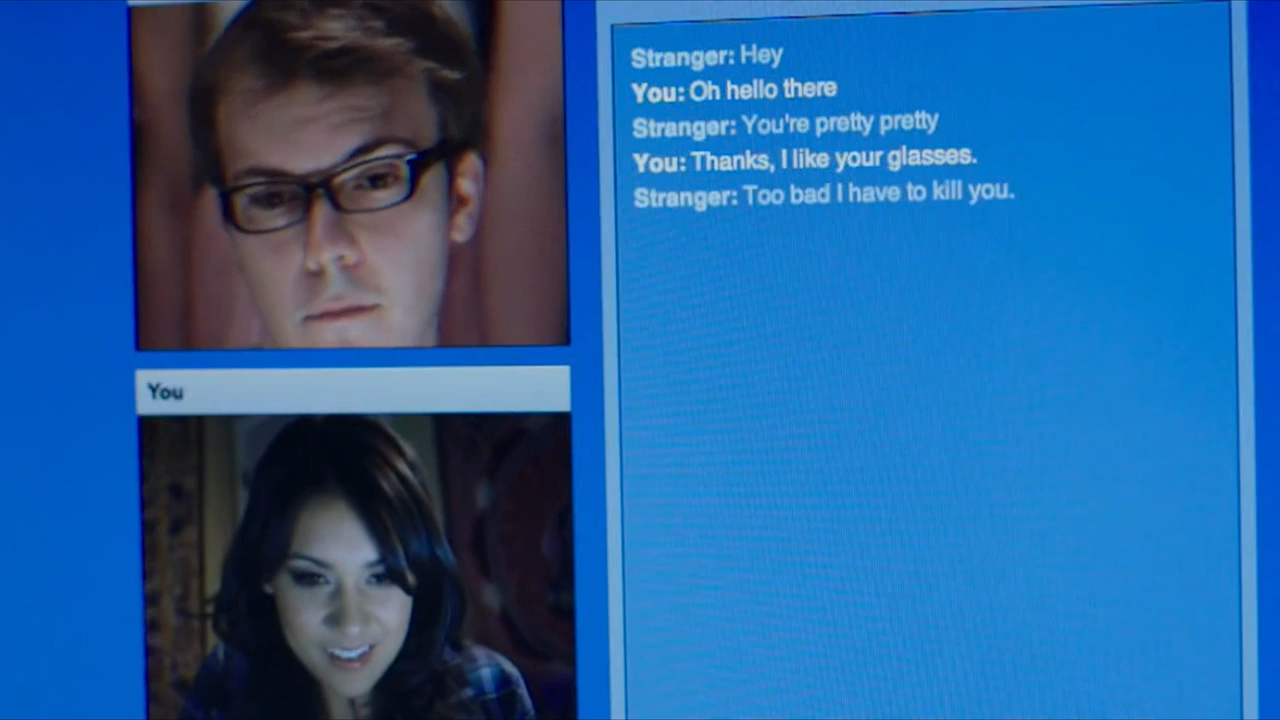 Stranger: Hey
You: Oh hello there
Stranger: You're pretty pretty
You: Thanks, I like your glasses.
Stranger: Too bad I have to kill you.
You